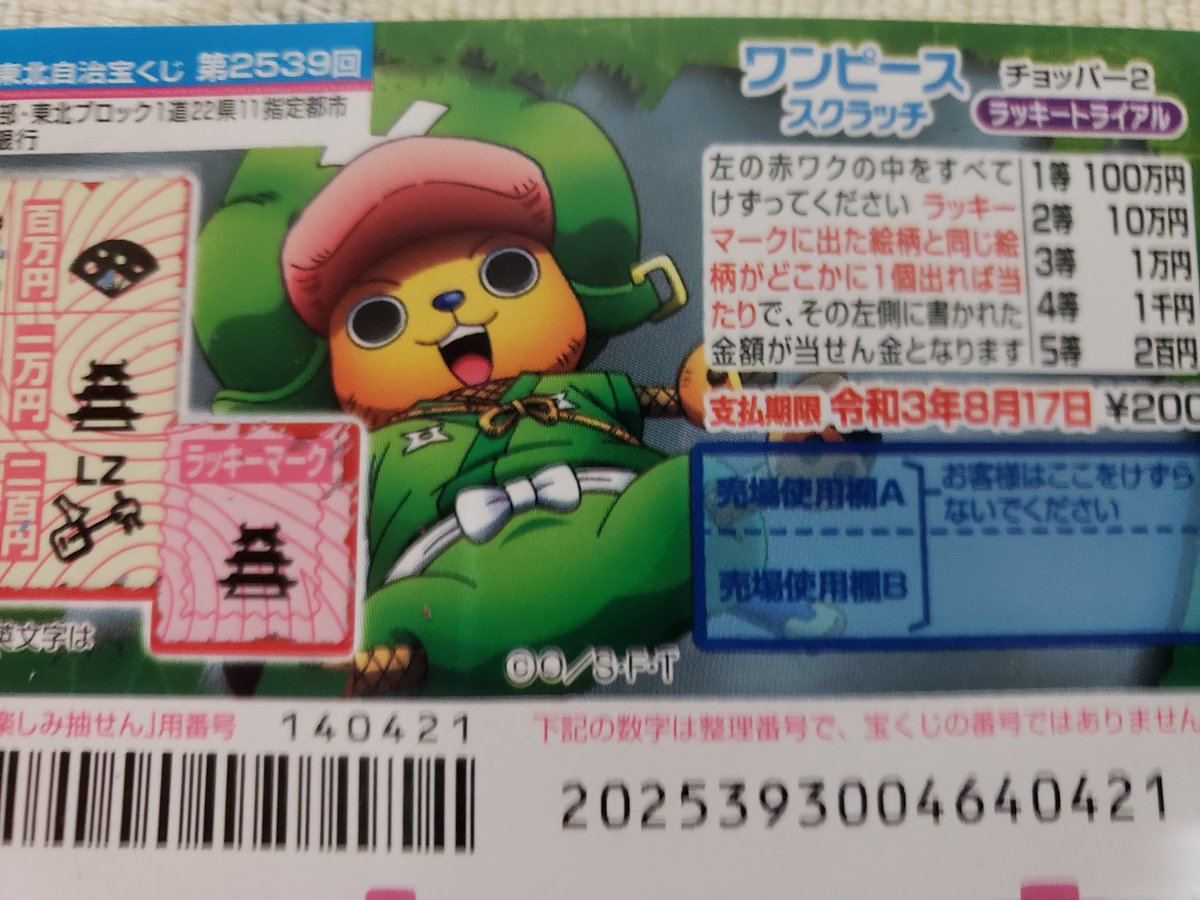 東北自治宝くじ 第2539回
部・東北ブロック1道22県11指定都市
銀行
ワンピース
スクラッチ
チョッパー2
ラッキートライアル
左の赤ワクの中をすべて
けずってください ラッキー
マークに出た絵柄と同じ絵
柄がどこかに1個出れば当
たりで、その左側に書かれた
金額が当せん金となります
1等 100万円
2等 10万円
3等 1万円
4等 1千円
5等 2百円
支払期限 令和3年8月17日 ¥200
百万円
一万円
LZ
二百円
ラッキーマーク
売場使用欄A
売場使用欄B
お客様はここをけずら
ないでください
英文字は
©尾/S・F・T
楽しみ抽せん」用番号 140421
下記の数字は整理番号で、宝くじの番号ではありません
2025393004640421